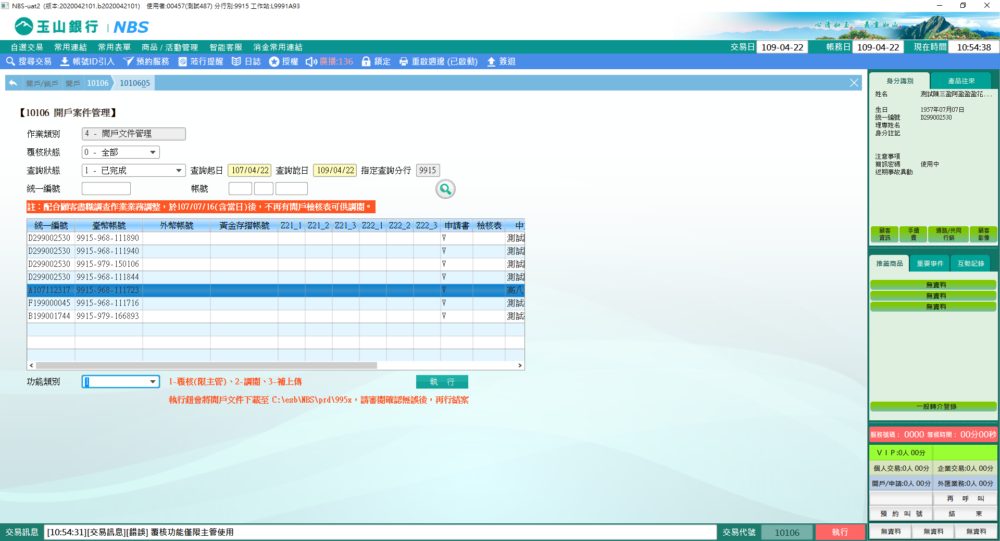 NBS-uat2 (版本:2020042101.b2020042101) 使用者:00457(測試487) 分行別:9915 工作站:L9991A93
玉山銀行 | NBS
心清如玉 義重如山
自選交易 常用連結 常用表單 商品 / 活動管理 智能客服 消金常用連結 交易日 109-04-22 帳務日 109-04-22 現在時間 10:54:38
搜尋交易 帳號ID引入 預約服務 蒞行提醒 日誌 授權 廣播:136 鎖定 重啟週邊 (已啟動) 簽退
開戶/銷戶 開戶 10106 1010605
【10106 開戶案件管理】
作業類別 4 - 開戶文件管理
覆核狀態 0 - 全部
查詢狀態 1 - 已完成 查詢起日 107/04/22 查詢訖日 109/04/22 指定查詢分行 9915
統一編號 帳號
註：配合顧客盡職調查作業業務調整，於107/07/16(含當日)後，不再有開戶檢核表可供調閱。
統一編號 臺幣帳號 外幣帳號 黃金存摺帳號 Z21_1 Z21_2 Z21_3 Z22_1 Z22_2 Z22_3 申請書 檢核表 中
D299002530 9915-968-111890 V 測試
D299002530 9915-968-111940 V 測試
D299002530 9915-979-150106 V 測試
D299002530 9915-968-111844 V 測試
A107112317 9915-968-111723 V 高八
F199000045 9915-968-111716 V 測試
B199001744 9915-979-166893 V 測試
功能類別 1 1-覆核(限主管)、2-調閱、3-補上傳 執 行
執行鈕會將開戶文件下載至 C:\esb\NBS\prd\995x，請審閱確認無誤後，再行結案
身分識別 產品往來
姓名 測試陳三盈阿盈盈盈花...
生日 1957年07月07日
統一編號 D299002530
理專姓名
身分註記
注意事項
簡訊密碼 使用中
近期事故異動
顧客資訊 手續費 通路/共同行銷 顧客影像
推薦商品 重要事件 互動記錄
無資料
無資料
無資料
一般轉介登錄
服務號碼： 0000 等候時間： 00分00秒
ＶＩＰ:0人 00分
個人交易:0人 00分 企業交易:0人 00分
開戶/申請:0人 00分 外匯業務:0人 00分
再 呼 叫
預 約 叫 號 結 束
無資料 無資料 無資料
交易訊息 [10:54:31][交易訊息][錯誤] 覆核功能僅限主管使用 交易代號 10106 執行